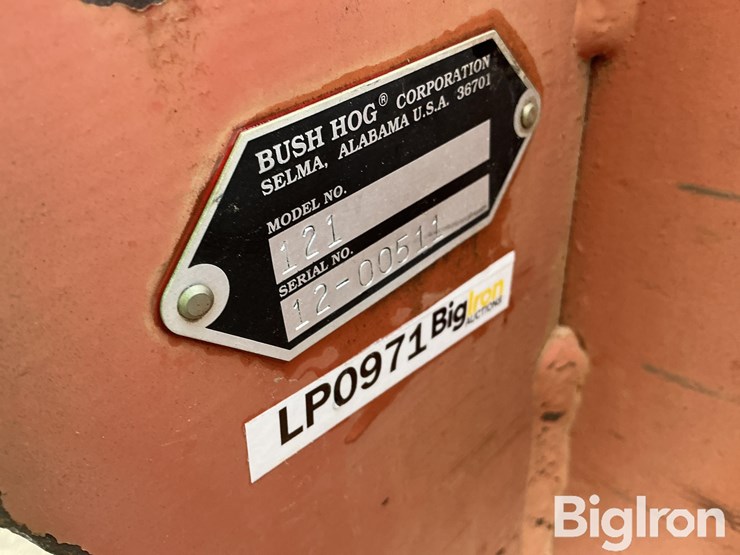 BUSH HOG® CORPORATION
SELMA, ALABAMA U.S.A. 36701
MODEL NO.
121
SERIAL NO.
12-00511
LP0971 BigIron
AUCTIONS
BigIron